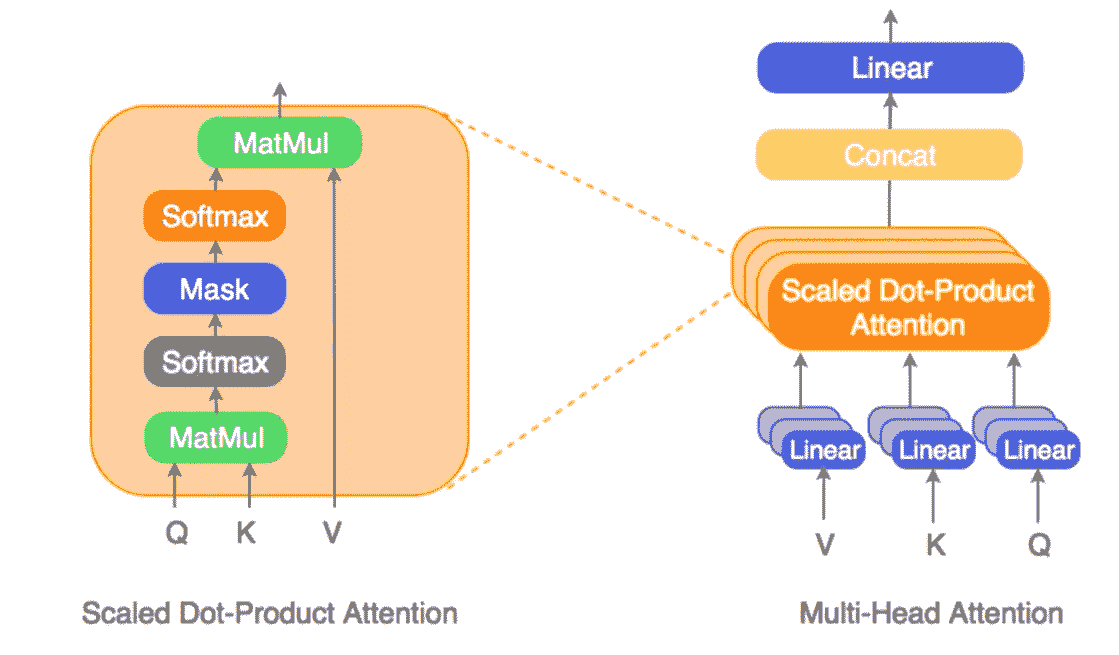 MatMul
Softmax
Mask
Softmax
MatMul
Q K V
Scaled Dot-Product Attention
Linear
Concat
Scaled Dot-Product
Attention
Linear Linear Linear
V K Q
Multi-Head Attention